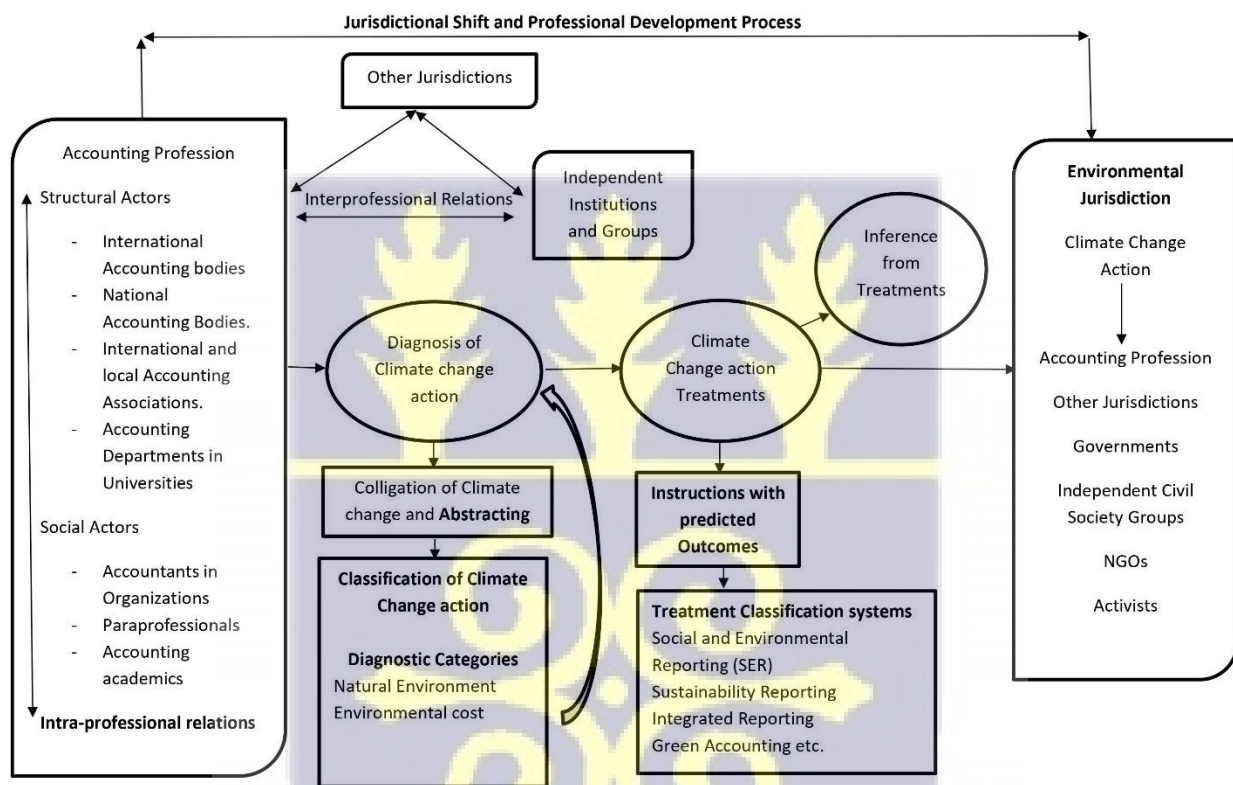 Jurisdictional Shift and Professional Development Process
Other Jurisdictions
Accounting Profession
Structural Actors
- International
Accounting bodies
- National
Accounting Bodies.
- International and
local Accounting
Associations.
- Accounting
Departments in
Universities
Social Actors
- Accountants in
Organizations
- Paraprofessionals
- Accounting
academics
Intra-professional relations
Interprofessional Relations
Independent
Institutions
and Groups
Diagnosis of
Climate change
action
Colligation of Climate
change and Abstracting
Classification of Climate
Change action
Diagnostic Categories
Natural Environment
Environmental cost
Climate
Change action
Treatments
Inference
from
Treatments
Instructions with
predicted
Outcomes
Treatment Classification systems
Social and Environmental
Reporting (SER)
Sustainability Reporting
Integrated Reporting
Green Accounting etc.
Environmental
Jurisdiction
Climate Change
Action
Accounting Profession
Other Jurisdictions
Governments
Independent Civil
Society Groups
NGOs
Activists